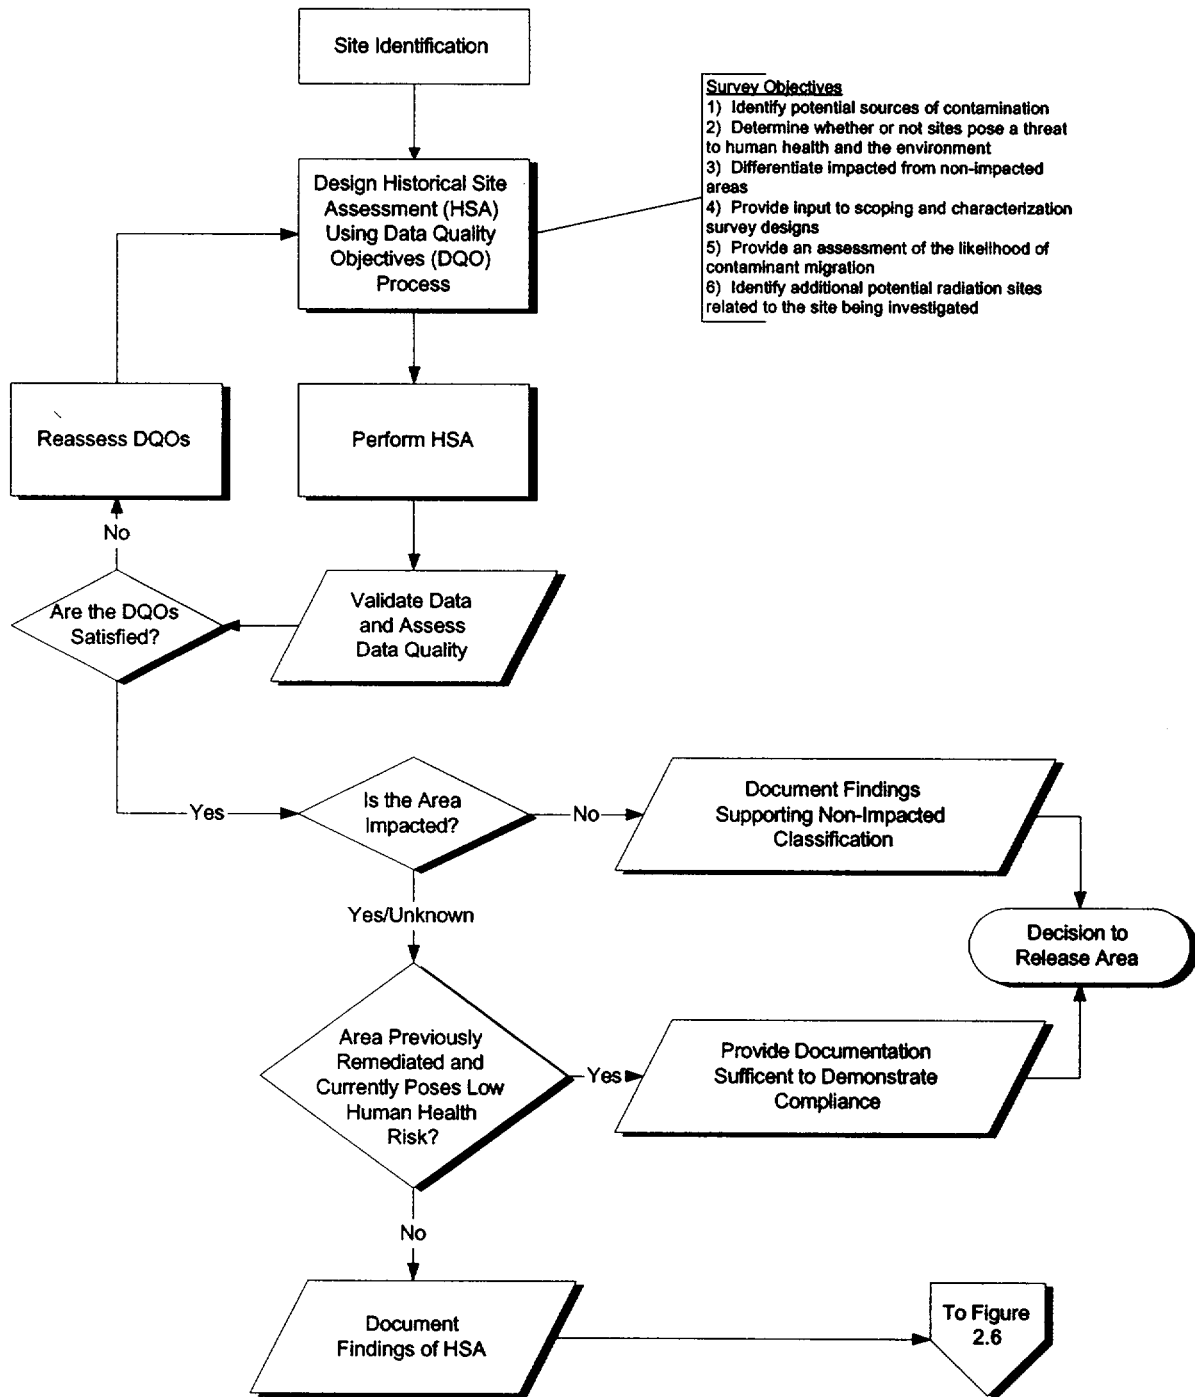 Site Identification
Survey Objectives
1) Identify potential sources of contamination
2) Determine whether or not sites pose a threat
to human health and the environment
3) Differentiate impacted from non-impacted
areas
4) Provide input to scoping and characterization
survey designs
5) Provide an assessment of the likelihood of
contaminant migration
6) Identify additional potential radiation sites
related to the site being investigated
Design Historical Site
Assessment (HSA)
Using Data Quality
Objectives (DQO)
Process
Reassess DQOs
Perform HSA
No
Are the DQOs
Satisfied?
Validate Data
and Assess
Data Quality
Yes
Is the Area
Impacted?
No
Document Findings
Supporting Non-Impacted
Classification
Yes/Unknown
Decision to
Release Area
Area Previously
Remediated and
Currently Poses Low
Human Health
Risk?
Yes
Provide Documentation
Sufficent to Demonstrate
Compliance
No
Document
Findings of HSA
To Figure
2.6